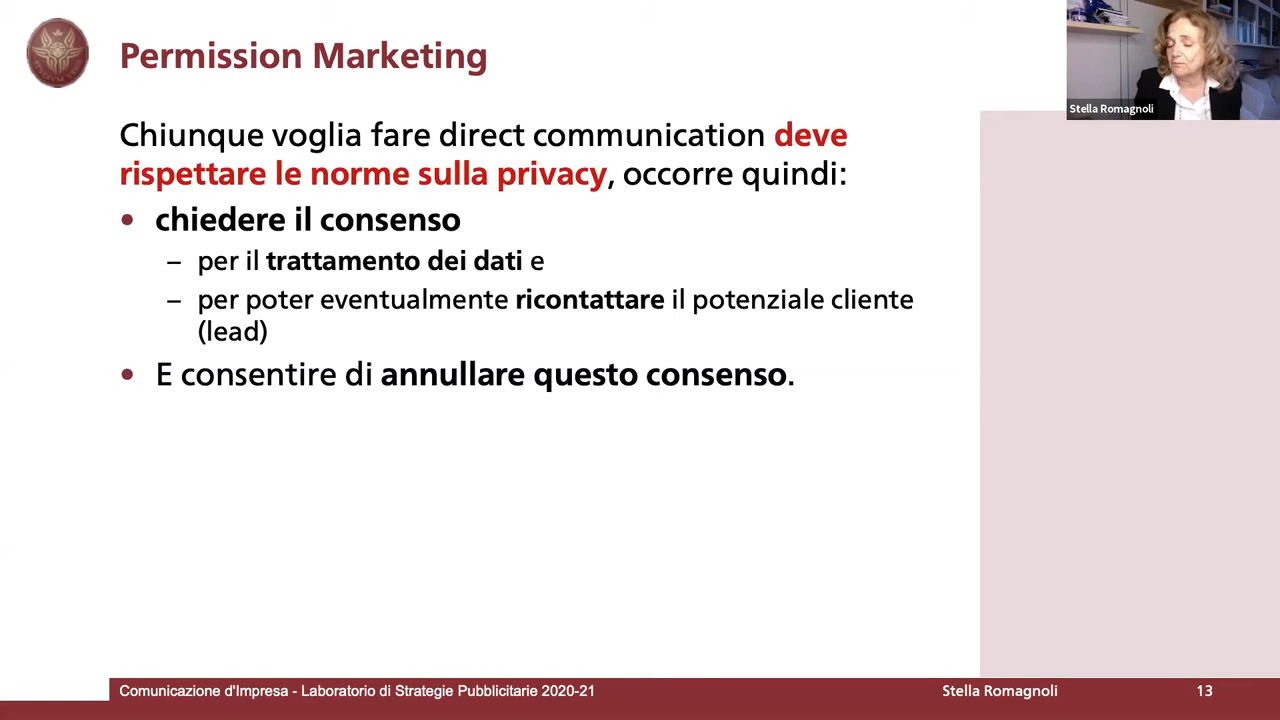 Permission Marketing
Stella Romagnoli
Chiunque voglia fare direct communication deve
rispettare le norme sulla privacy, occorre quindi:
• chiedere il consenso
– per il trattamento dei dati e
– per poter eventualmente ricontattare il potenziale cliente
(lead)
• E consentire di annullare questo consenso.
Comunicazione d'Impresa - Laboratorio di Strategie Pubblicitarie 2020-21
Stella Romagnoli
13